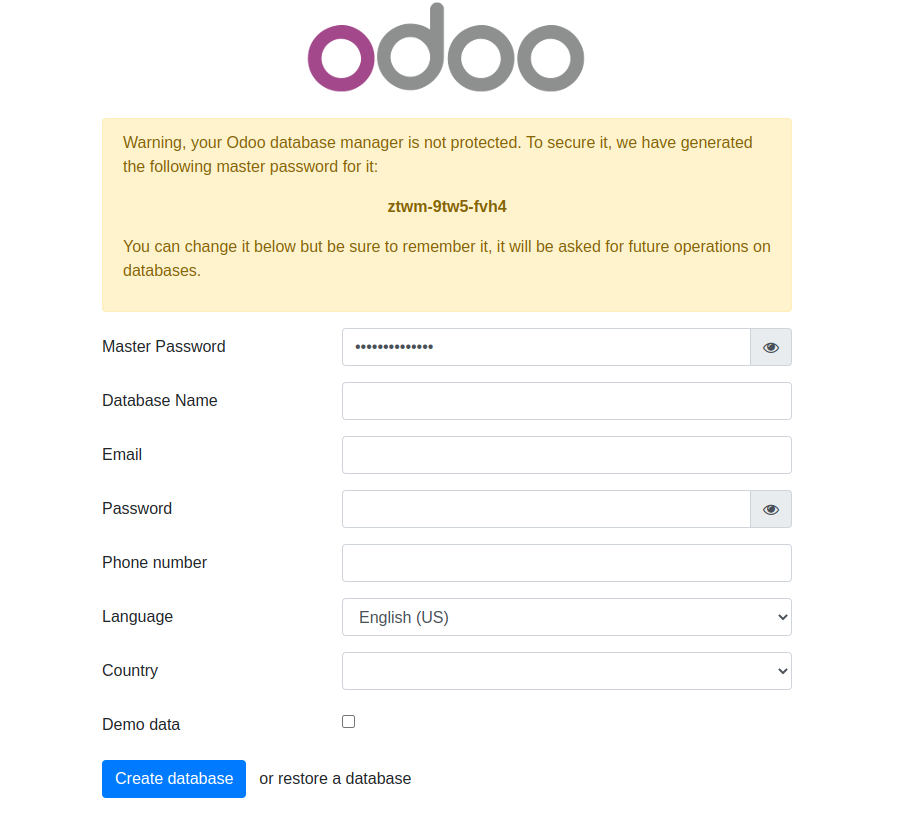 odoo
Warning, your Odoo database manager is not protected. To secure it, we have generated
the following master password for it:
ztwm-9tw5-fvh4
You can change it below but be sure to remember it, it will be asked for future operations on
databases.
Master Password ••••••••••••••
Database Name
Email
Password
Phone number
Language English (US)
Country
Demo data
Create database or restore a database